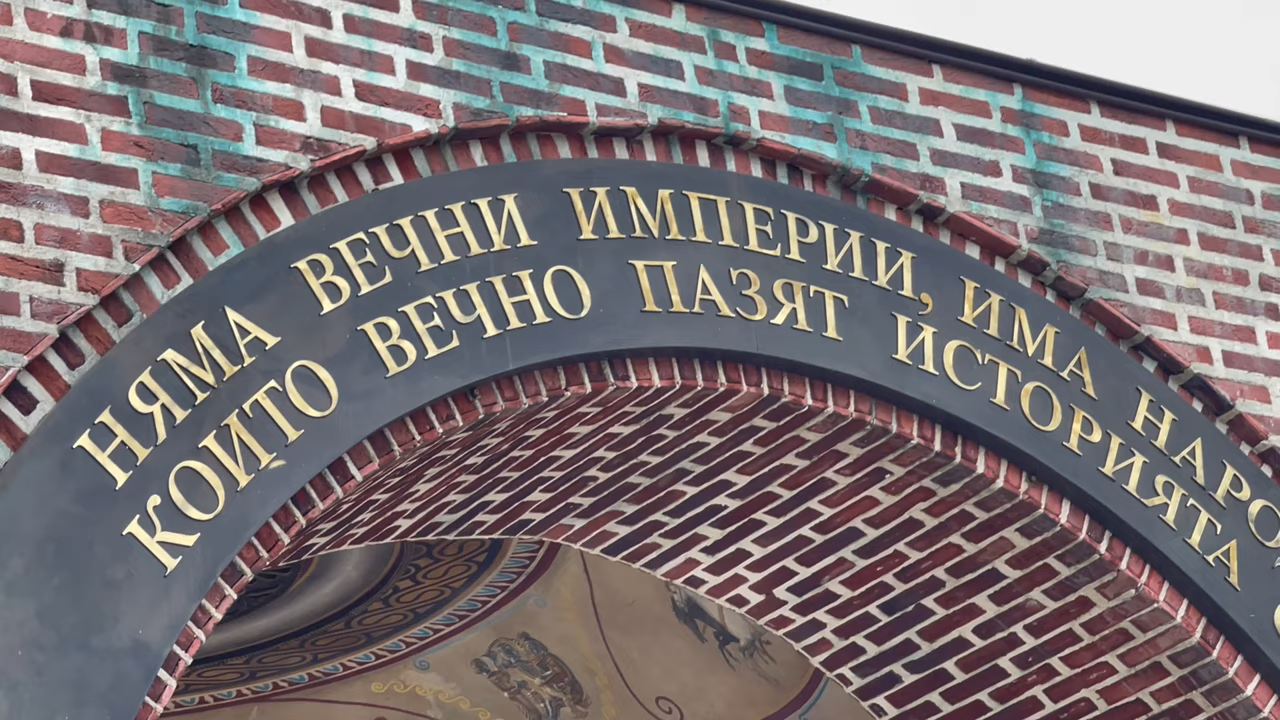 НЯМА ВЕЧНИ ИМПЕРИИ, ИМА НАРО
КОИТО ВЕЧНО ПАЗЯТ ИСТОРИЯТА